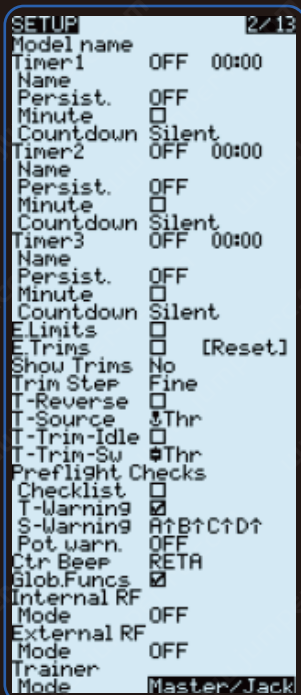 SETUP 2/13
Model name
Timer1 OFF 00:00
Name
Persist. OFF
Minute
Countdown Silent
Timer2 OFF 00:00
Name
Persist. OFF
Minute
Countdown Silent
Timer3 OFF 00:00
Name
Persist. OFF
Minute
Countdown Silent
E.Limits
E.Trims [Reset]
Show Trims No
Trim Step Fine
T-Reverse
T-Source Thr
T-Trim-Idle
T-Trim-Sw Thr
Preflight Checks
Checklist
T-Warning
S-Warning A↑B↑C↑D↑
Pot warn. OFF
Ctr Beep RETA
Glob.Funcs
Internal RF
Mode OFF
External RF
Mode OFF
Trainer
Mode Master/Jack